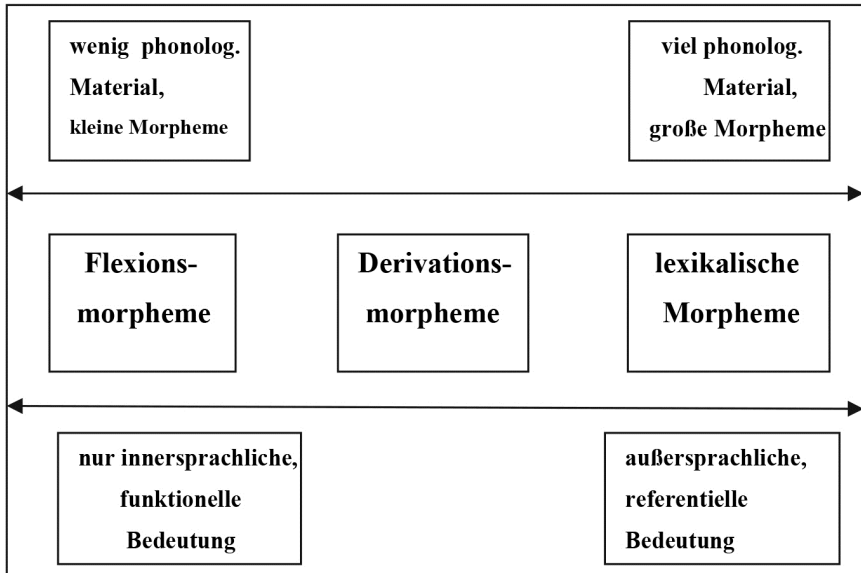 wenig phonolog.
Material,
kleine Morpheme
viel phonolog.
Material,
große Morpheme
Flexions-
morpheme
Derivations-
morpheme
lexikalische
Morpheme
nur innersprachliche,
funktionelle
Bedeutung
außersprachliche,
referentielle
Bedeutung